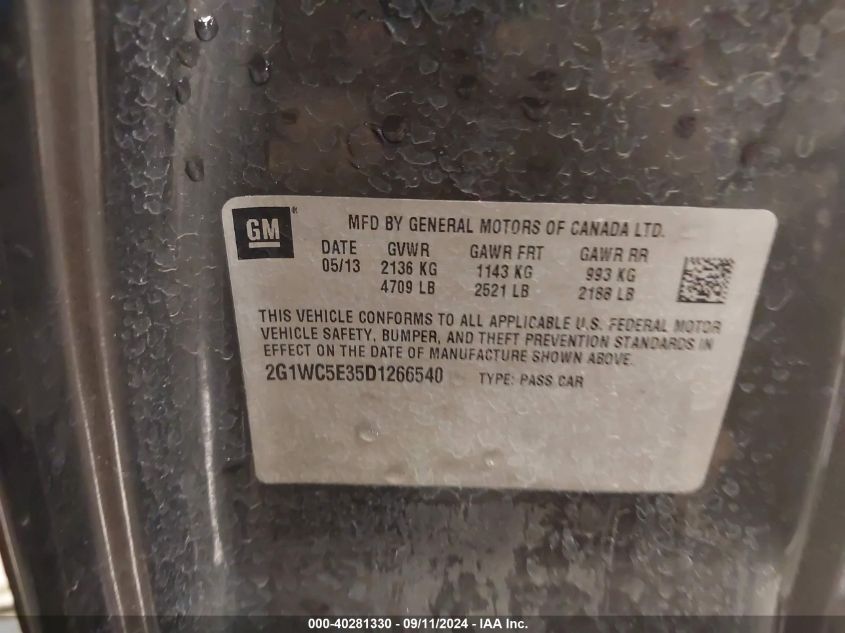 GM®
MFD BY GENERAL MOTORS OF CANADA LTD.
DATE GVWR GAWR FRT GAWR RR
05/13 2136 KG 1143 KG 993 KG
4709 LB 2521 LB 2188 LB
THIS VEHICLE CONFORMS TO ALL APPLICABLE U.S. FEDERAL MOTOR
VEHICLE SAFETY, BUMPER, AND THEFT PREVENTION STANDARDS IN
EFFECT ON THE DATE OF MANUFACTURE SHOWN ABOVE.
2G1WC5E35D1266540 TYPE: PASS CAR
000-40281330 - 09/11/2024 - IAA Inc.